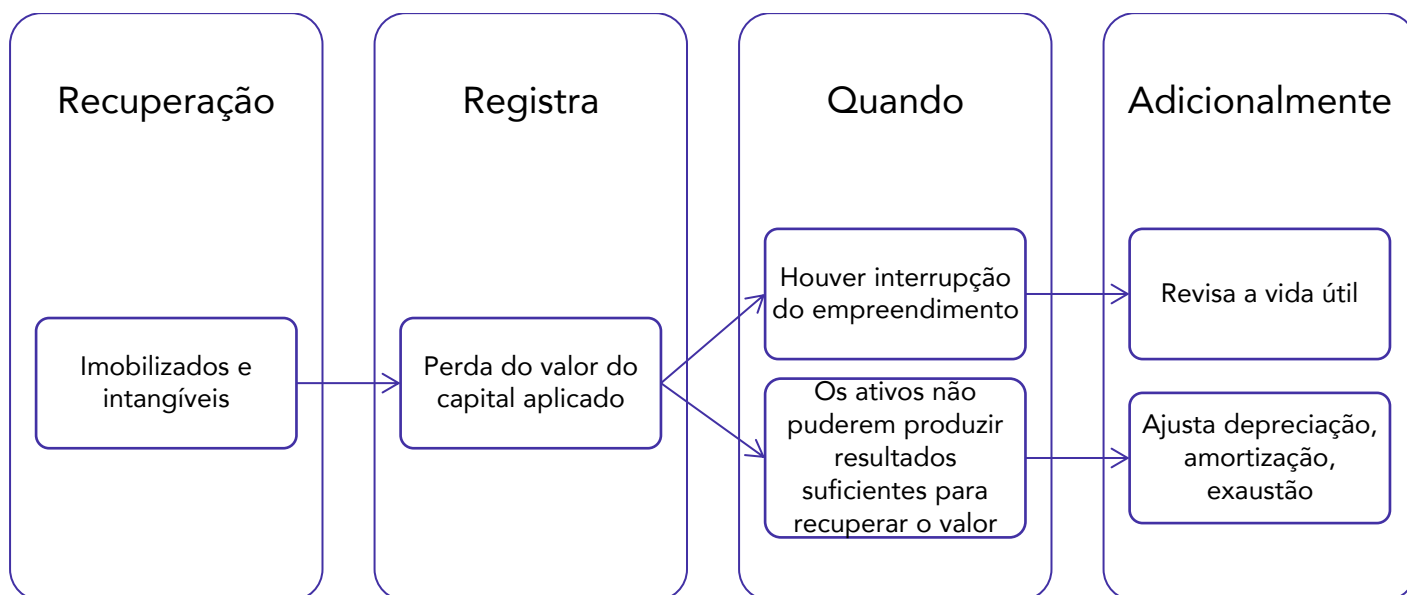 Recuperação
Imobilizados e
intangíveis
Registra
Perda do valor do
capital aplicado
Quando
Houver interrupção
do empreendimento
Os ativos não
puderem produzir
resultados
suficientes para
recuperar o valor
Adicionalmente
Revisa a vida útil
Ajusta depreciação,
amortização,
exaustão